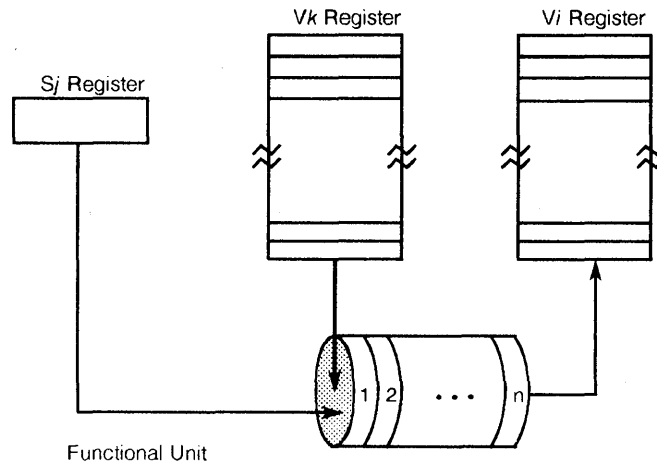 Vk Register
Vi Register
Sj Register
1 2 • • • n
Functional Unit